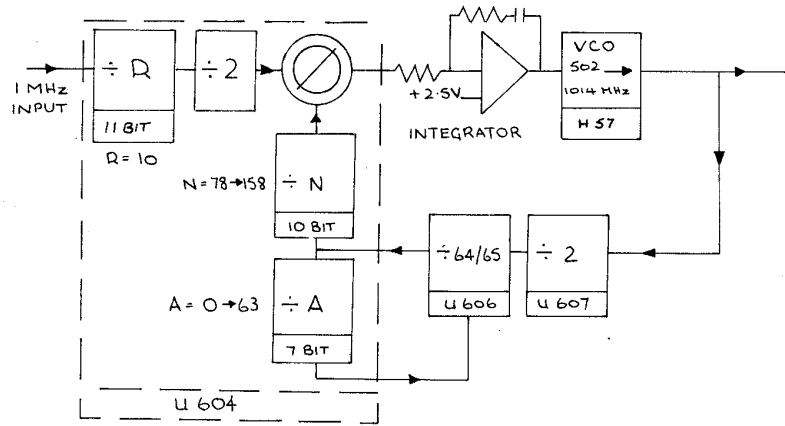 1 MHz
INPUT
÷ R
11 BIT
R = 10
÷ 2
+2.5V
INTEGRATOR
VCO
502
1014 MHz
H 57
N = 78→158
÷ N
10 BIT
÷ 64/65
U 606
÷ 2
U 607
A = 0→63
÷ A
7 BIT
U 604